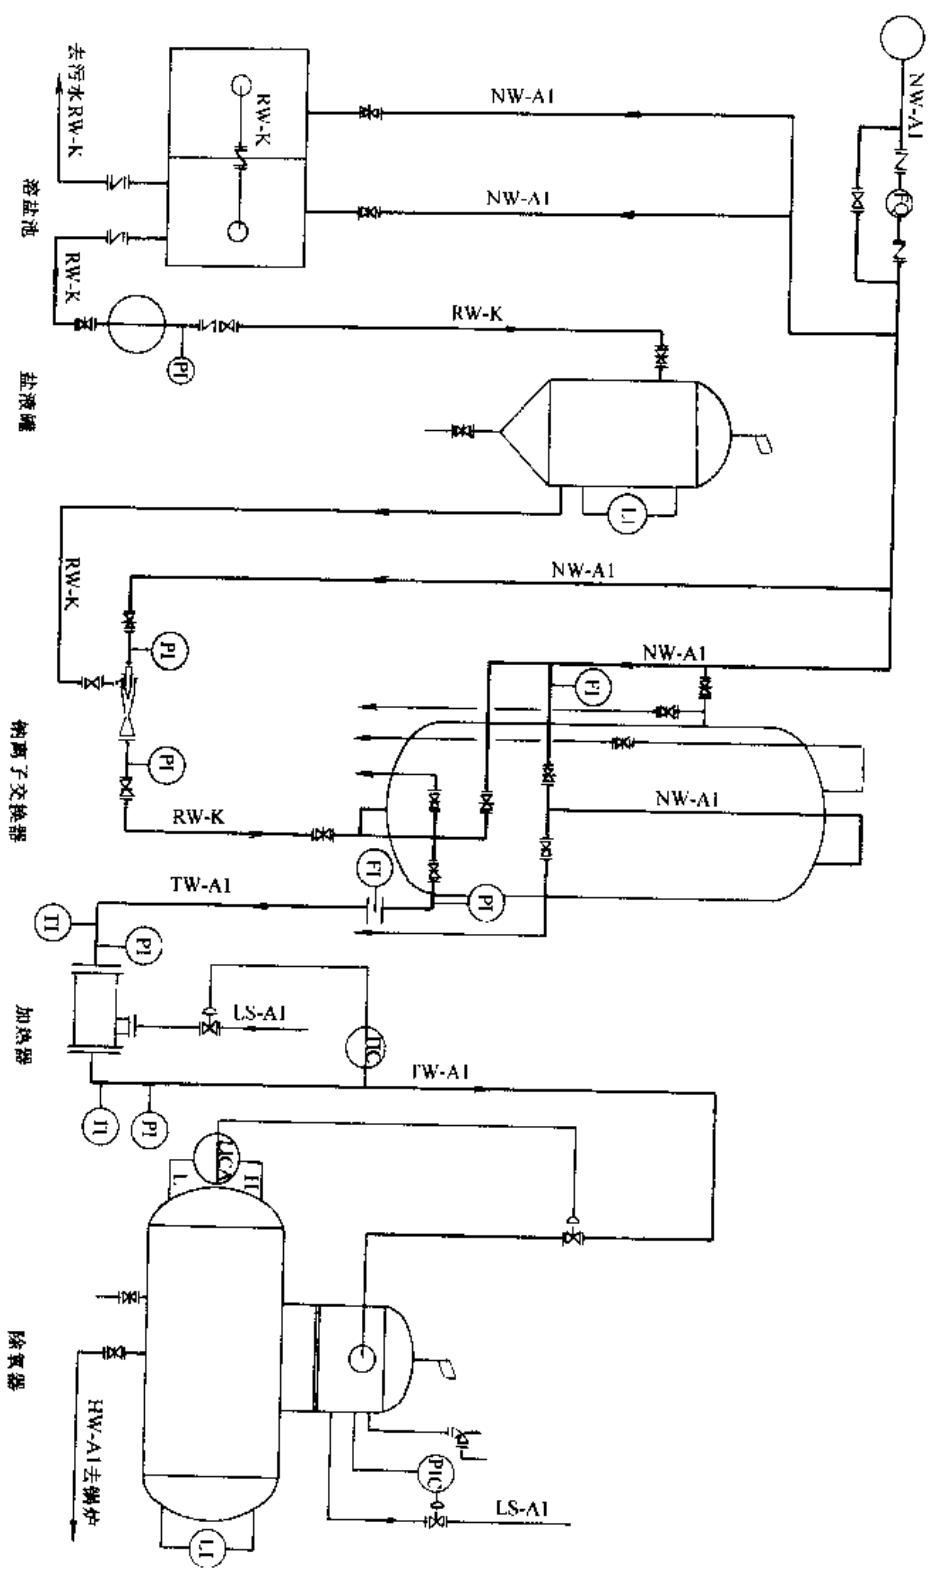 NW-A1
FQ
NW-A1
RW-K
去污水RW-K
NW-A1
溶盐池
RW-K
PI
RW-K
盐液罐
LI
RW-K
NW-A1
PI
NW-A1
FI
PI
钠离子交换器
RW-K
NW-A1
FI
TW-A1
PI
TI
PI
加热器
LS-A1
TIC
TW-A1
TI
PI
LICA
L
H
除氧器
HW-A1去锅炉
PIC
LS-A1
LI